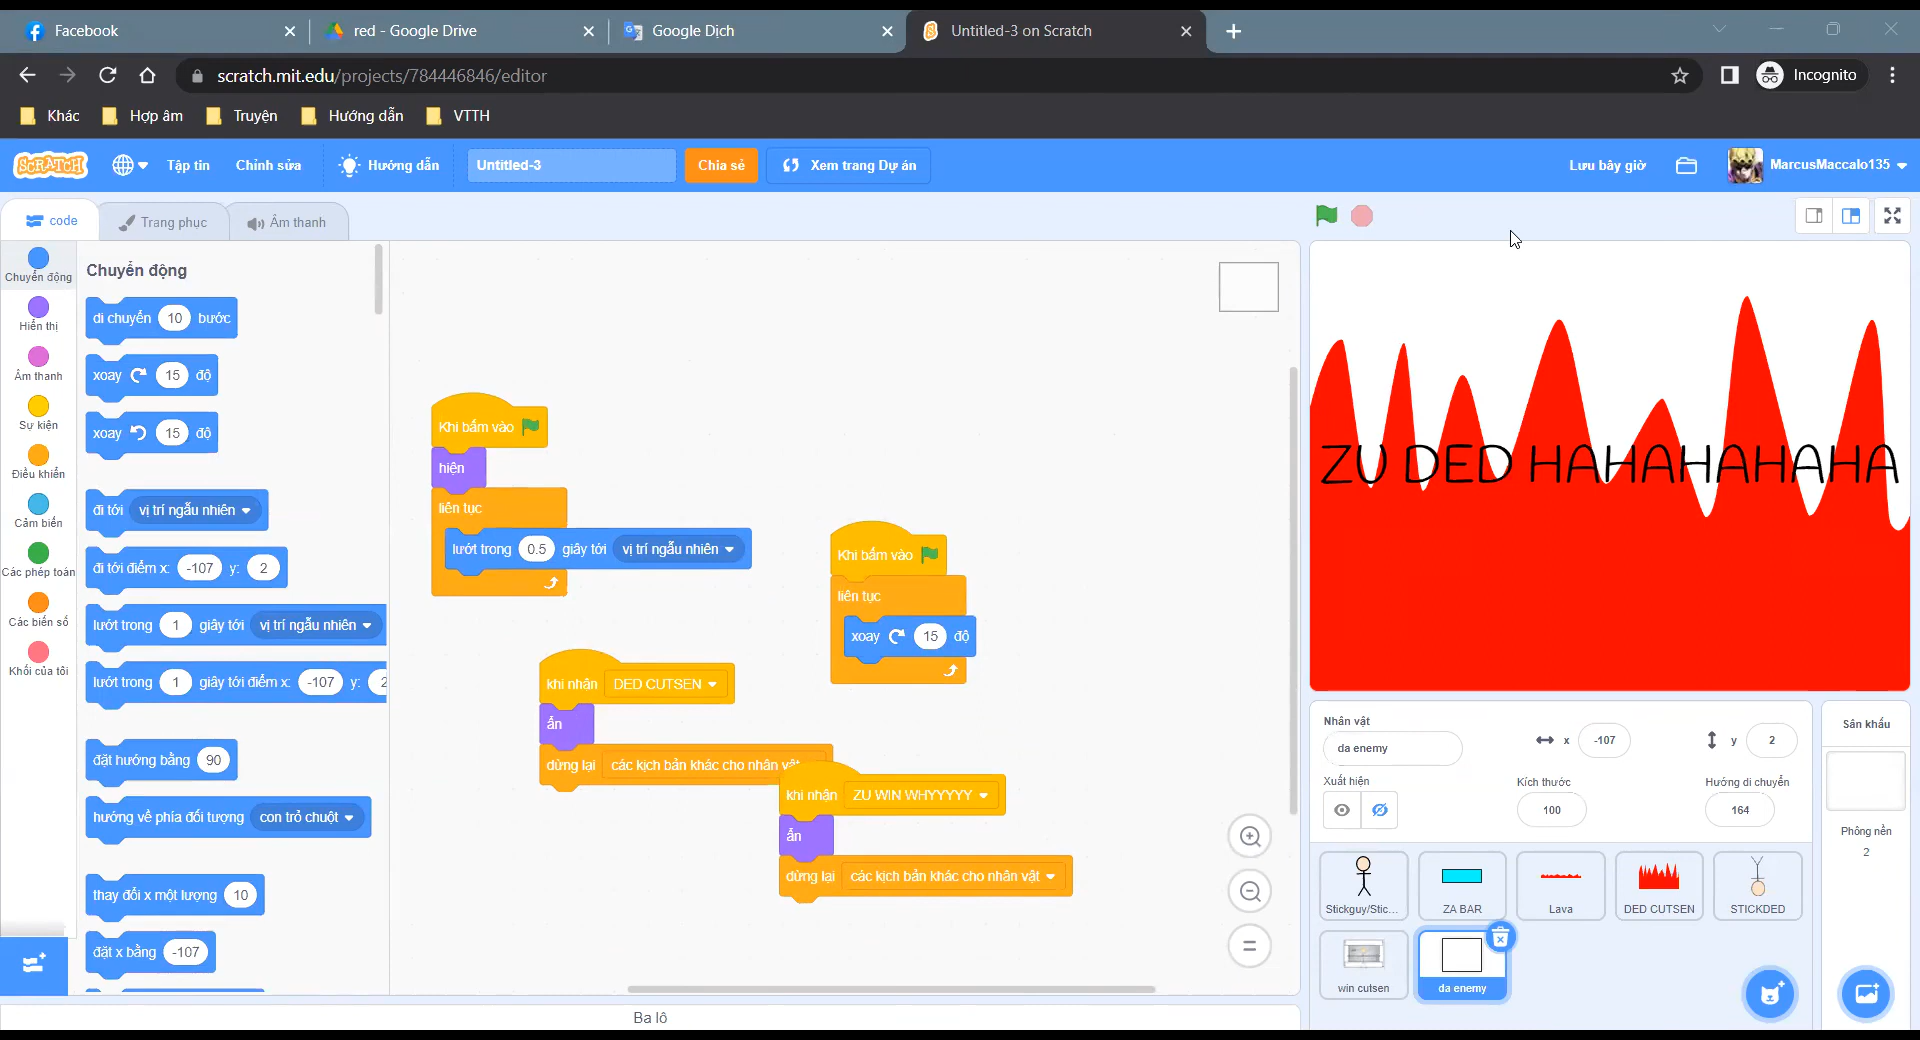 Facebook
red - Google Drive
Google Dịch
Untitled-3 on Scratch
scratch.mit.edu/projects/784446846/editor
Incognito
Khác
Hợp âm
Truyện
Hướng dẫn
VTTH
SCRATCH
Tập tin
Chỉnh sửa
Hướng dẫn
Untitled-3
Chia sẻ
Xem trang Dự án
Lưu bây giờ
MarcusMaccalo135
code
Trang phục
Âm thanh
Chuyển động
Hiển thị
Âm thanh
Sự kiện
Điều khiển
Cảm biến
Các phép toán
Các biến số
Khối của tôi
Chuyển động
di chuyển 10 bước
xoay 15 độ
xoay 15 độ
đi tới vị trí ngẫu nhiên
đi tới điểm x: -107 y: 2
lướt trong 1 giây tới vị trí ngẫu nhiên
lướt trong 1 giây tới điểm x: -107 y: 2
đặt hướng bằng 90
hướng về phía đối tượng con trỏ chuột
thay đổi x một lượng 10
đặt x bằng -107
Khi bấm vào
hiện
liên tục
lướt trong 0.5 giây tới vị trí ngẫu nhiên
Khi bấm vào
liên tục
xoay 15 độ
khi nhận DED CUTSEN
ẩn
dừng lại các kịch bản khác cho nhân vật
khi nhận ZU WIN WHYYYYY
ẩn
dừng lại các kịch bản khác cho nhân vật
Ba lô
ZU DED HAHAHAHAHA
Nhân vật
da enemy
x -107
y 2
Xuất hiện
Kích thước
100
Hướng di chuyển
164
Stickguy/Stic...
ZA BAR
Lava
DED CUTSEN
STICKDED
win cutsen
da enemy
Sân khấu
Phông nền
2